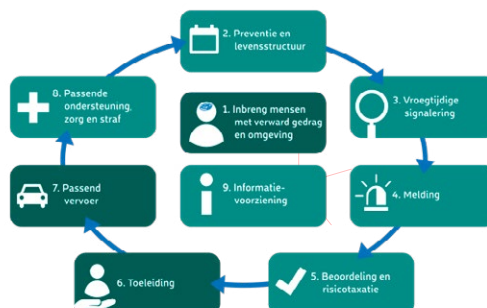 1. Inbreng mensen
met verward gedrag
en omgeving
2. Preventie en
levensstructuur
3. Vroegtijdige
signalering
4. Melding
5. Beoordeling en
risicotaxatie
6. Toeleiding
7. Passend
vervoer
8. Passende
ondersteuning,
zorg en straf
9. Informatie-
voorziening